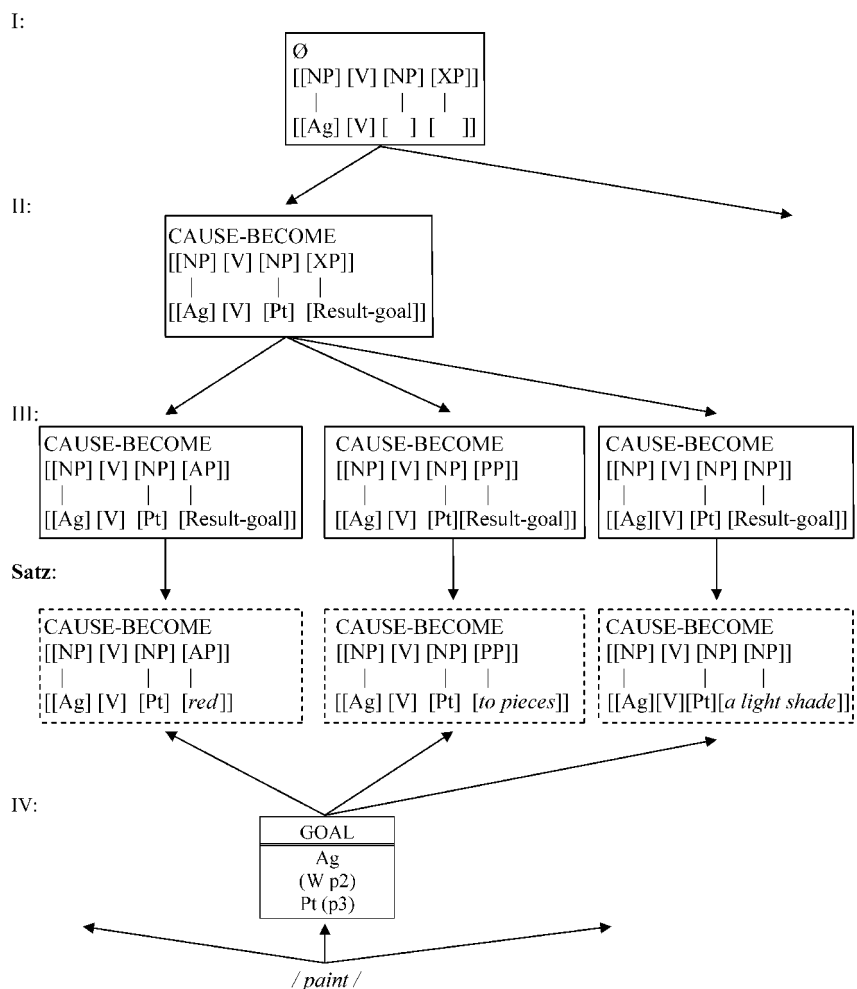 I:
Ø
[[NP] [V] [NP] [XP]]
[[Ag] [V] [ ] [ ]]
II:
CAUSE-BECOME
[[NP] [V] [NP] [XP]]
[[Ag] [V] [Pt] [Result-goal]]
III:
CAUSE-BECOME
[[NP] [V] [NP] [AP]]
[[Ag] [V] [Pt] [Result-goal]]
CAUSE-BECOME
[[NP] [V] [NP] [PP]]
[[Ag] [V] [Pt][Result-goal]]
CAUSE-BECOME
[[NP] [V] [NP] [NP]]
[[Ag][V] [Pt] [Result-goal]]
Satz:
CAUSE-BECOME
[[NP] [V] [NP] [AP]]
[[Ag] [V] [Pt] [red]]
CAUSE-BECOME
[[NP] [V] [NP] [PP]]
[[Ag] [V] [Pt] [to pieces]]
CAUSE-BECOME
[[NP] [V] [NP] [NP]]
[[Ag][V][Pt][a light shade]]
IV:
GOAL
Ag
(W p2)
Pt (p3)
/ paint /